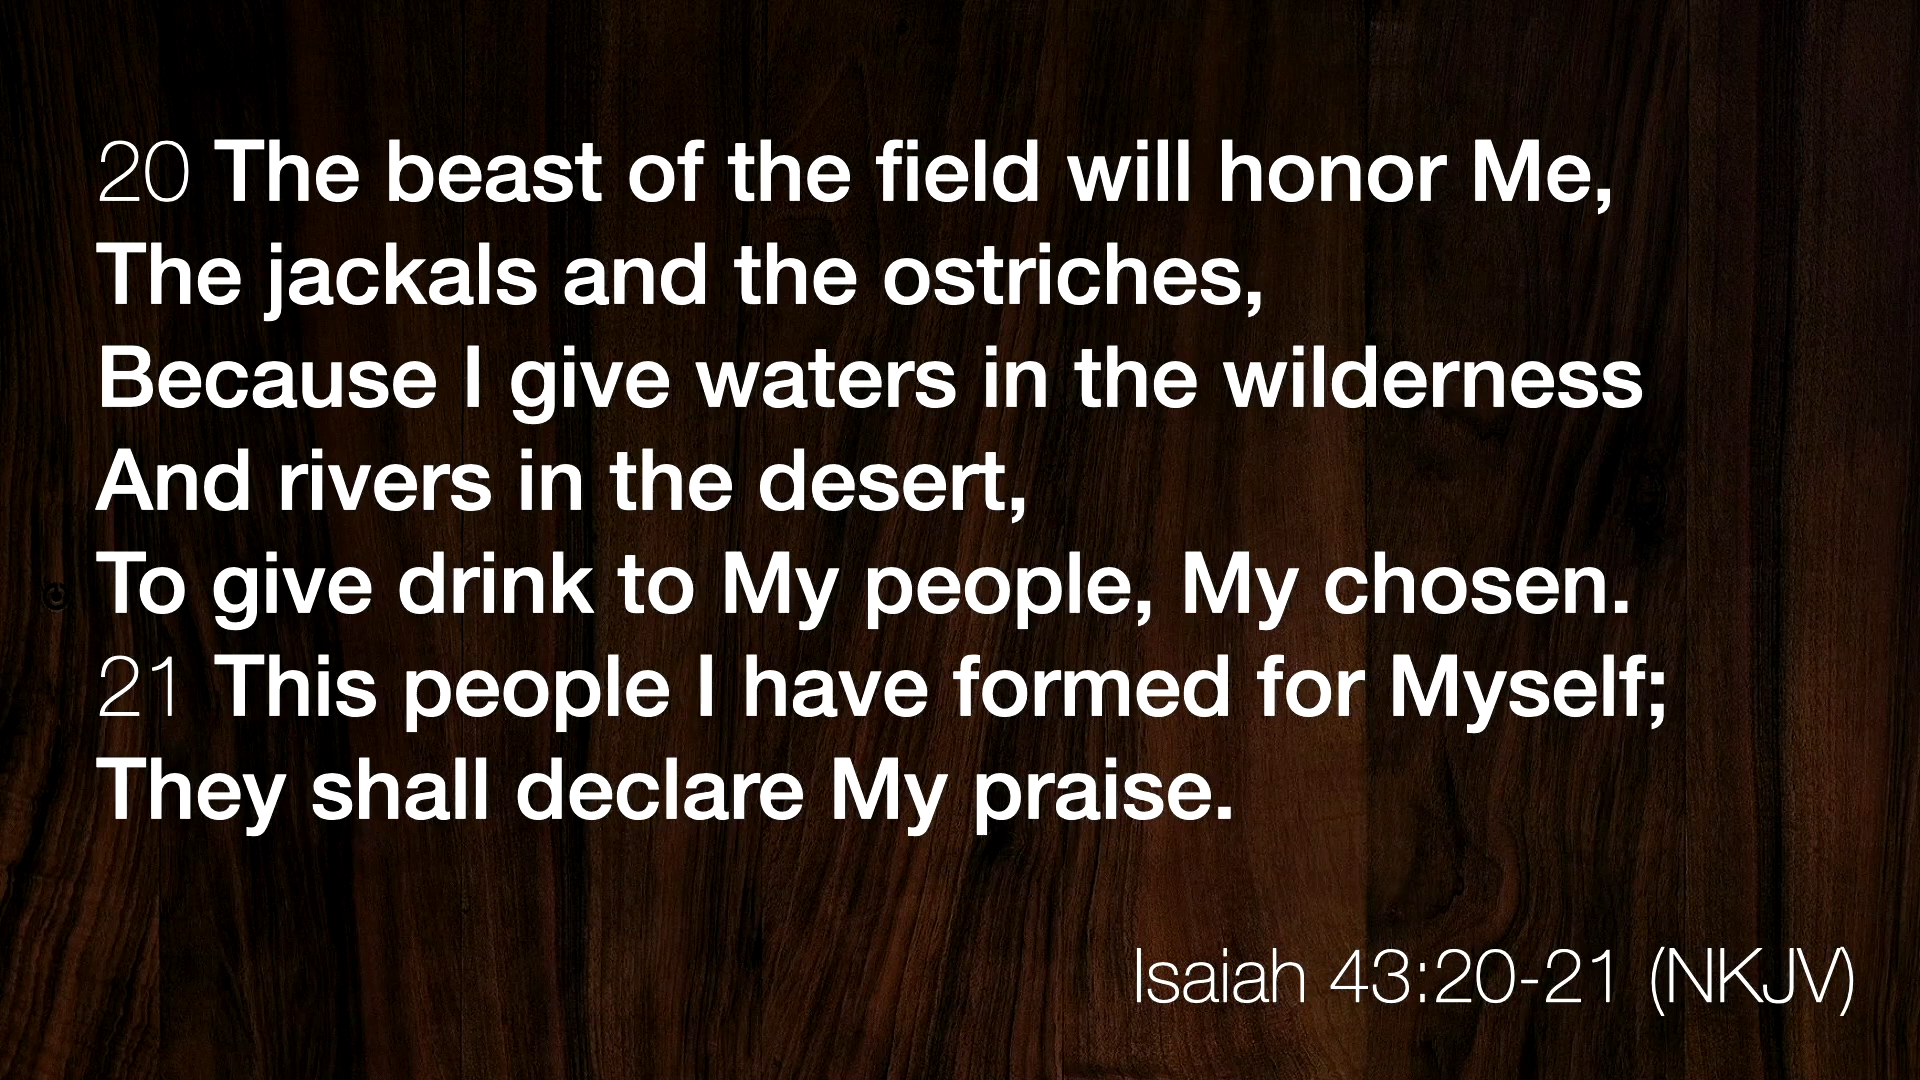 20 The beast of the field will honor Me,
The jackals and the ostriches,
Because I give waters in the wilderness
And rivers in the desert,
To give drink to My people, My chosen.
21 This people I have formed for Myself;
They shall declare My praise.
Isaiah 43:20-21 (NKJV)